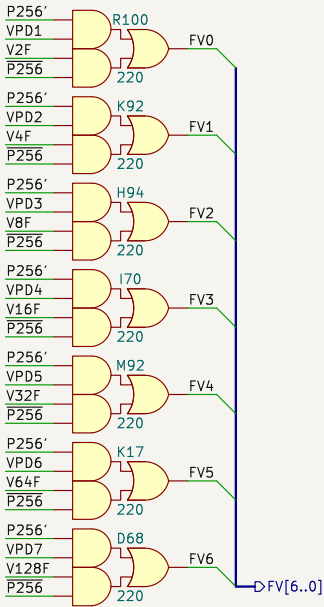 P256′ R100
VPD1
FV0
V2F
P256 220
P256′ K92
VPD2
FV1
V4F
P256 220
P256′ H94
VPD3
FV2
V8F
P256 220
P256′ I70
VPD4
FV3
V16F
P256 220
P256′ M92
VPD5
FV4
V32F
P256 220
P256′ K17
VPD6
FV5
V64F
P256 220
P256′ D68
VPD7
FV6
V128F
P256 220
FV[6..0]